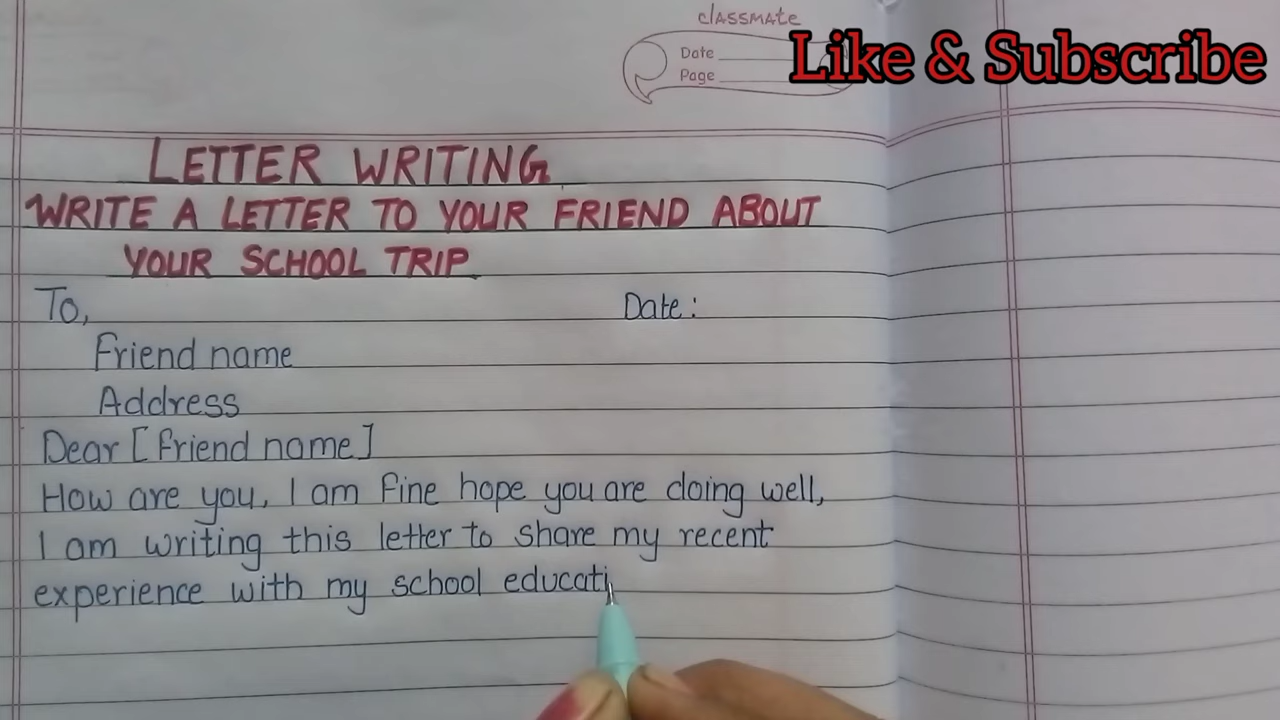 classmate
Date
Page
Like & Subscribe
LETTER WRITING
WRITE A LETTER TO YOUR FRIEND ABOUT
YOUR SCHOOL TRIP
To,
Date:
Friend name
Address
Dear [friend name]
How are you, I am fine hope you are doing well,
I am writing this letter to share my recent
experience with my school educati